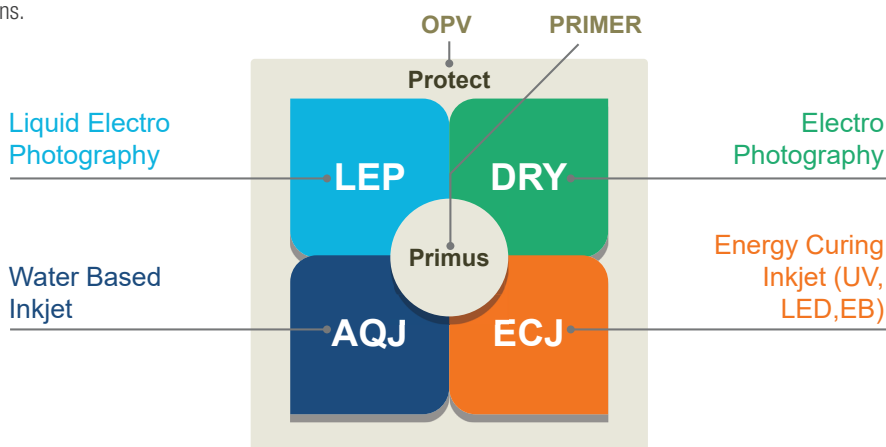 ns.
OPV
PRIMER
Protect
Liquid Electro
Photography
Electro
Photography
LEP
DRY
Primus
Water Based
Inkjet
Energy Curing
Inkjet (UV,
LED,EB)
AQJ
ECJ